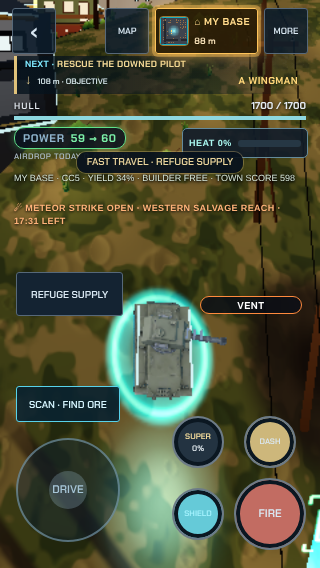 ‹
MAP
⌂ MY BASE
88 m
MORE
NEXT · RESCUE THE DOWNED PILOT
↓ 108 m · OBJECTIVE
A WINGMAN
HULL
1700 / 1700
POWER 59 → 60
HEAT 0%
AIRDROP TODAY
FAST TRAVEL · REFUGE SUPPLY
MY BASE · CC5 · YIELD 34% · BUILDER FREE · TOWN SCORE 598
☄ METEOR STRIKE OPEN · WESTERN SALVAGE REACH ·
17:31 LEFT
REFUGE SUPPLY
VENT
SCAN · FIND ORE
SUPER
0%
DASH
DRIVE
SHIELD
FIRE